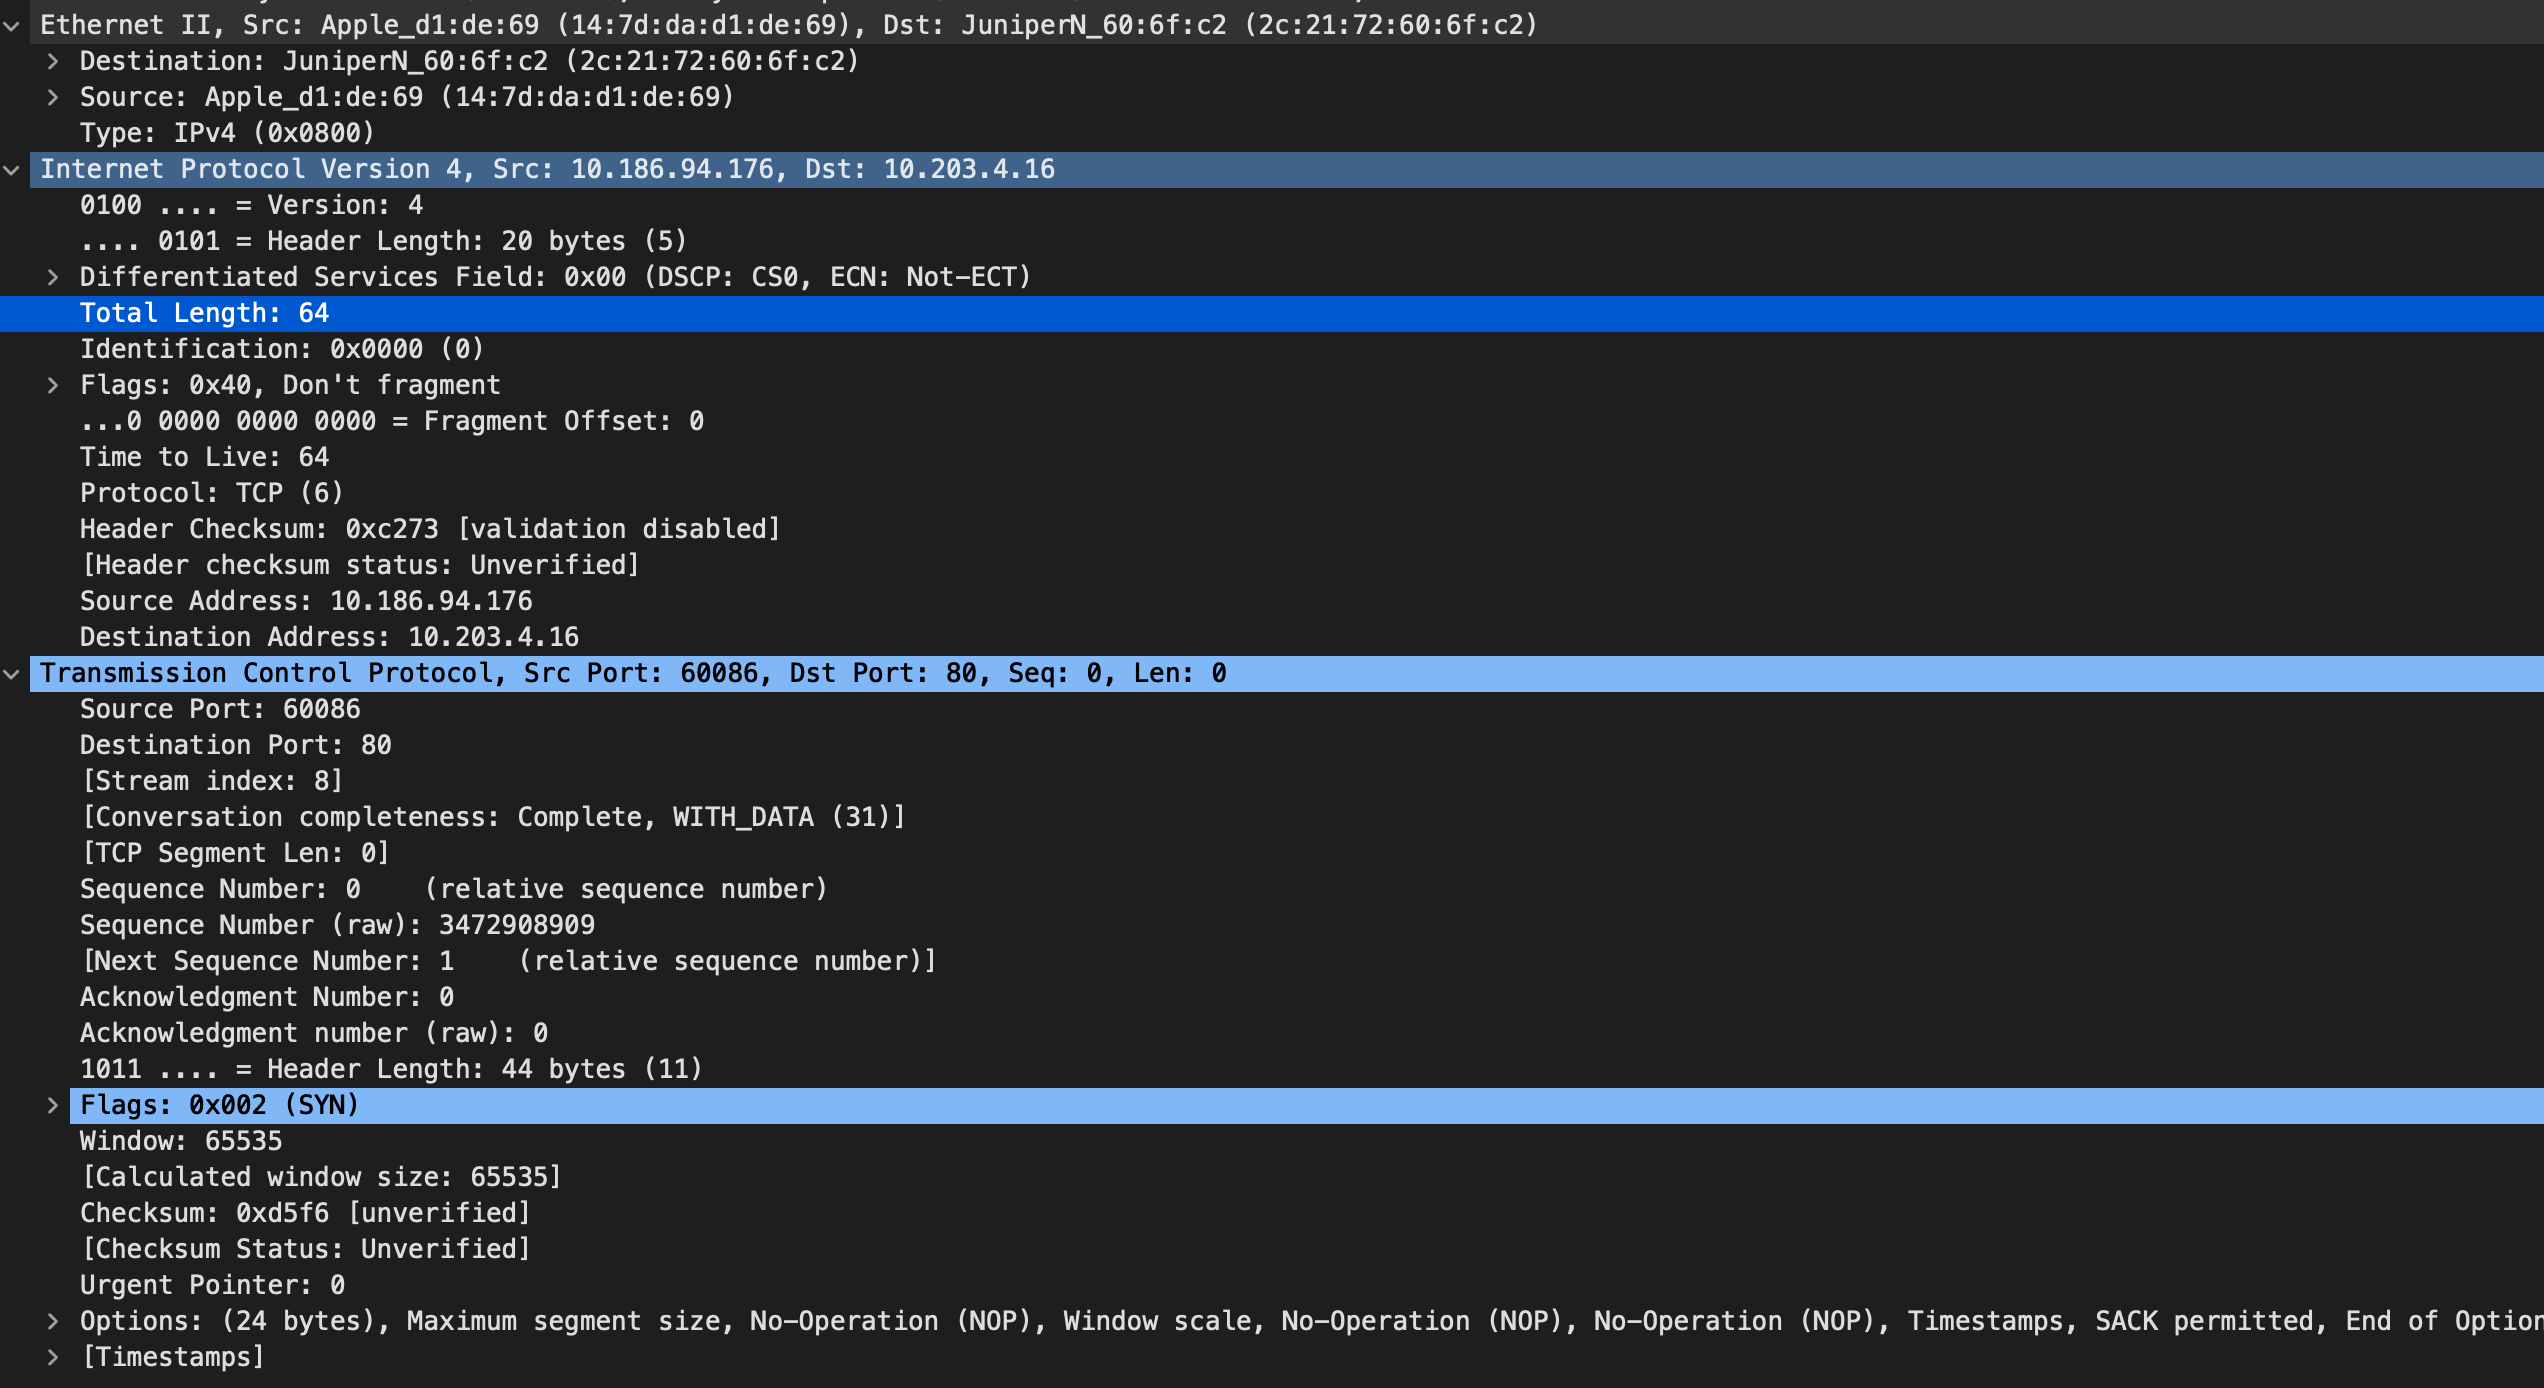 Ethernet II, Src: Apple_d1:de:69 (14:7d:da:d1:de:69), Dst: JuniperN_60:6f:c2 (2c:21:72:60:6f:c2)
Destination: JuniperN_60:6f:c2 (2c:21:72:60:6f:c2)
Source: Apple_d1:de:69 (14:7d:da:d1:de:69)
Type: IPv4 (0x0800)
Internet Protocol Version 4, Src: 10.186.94.176, Dst: 10.203.4.16
0100 .... = Version: 4
.... 0101 = Header Length: 20 bytes (5)
Differentiated Services Field: 0x00 (DSCP: CS0, ECN: Not-ECT)
Total Length: 64
Identification: 0x0000 (0)
Flags: 0x40, Don't fragment
...0 0000 0000 0000 = Fragment Offset: 0
Time to Live: 64
Protocol: TCP (6)
Header Checksum: 0xc273 [validation disabled]
[Header checksum status: Unverified]
Source Address: 10.186.94.176
Destination Address: 10.203.4.16
Transmission Control Protocol, Src Port: 60086, Dst Port: 80, Seq: 0, Len: 0
Source Port: 60086
Destination Port: 80
[Stream index: 8]
[Conversation completeness: Complete, WITH_DATA (31)]
[TCP Segment Len: 0]
Sequence Number: 0    (relative sequence number)
Sequence Number (raw): 3472908909
[Next Sequence Number: 1    (relative sequence number)]
Acknowledgment Number: 0
Acknowledgment number (raw): 0
1011 .... = Header Length: 44 bytes (11)
Flags: 0x002 (SYN)
Window: 65535
[Calculated window size: 65535]
Checksum: 0xd5f6 [unverified]
[Checksum Status: Unverified]
Urgent Pointer: 0
Options: (24 bytes), Maximum segment size, No-Operation (NOP), Window scale, No-Operation (NOP), No-Operation (NOP), Timestamps, SACK permitted, End of Option
[Timestamps]